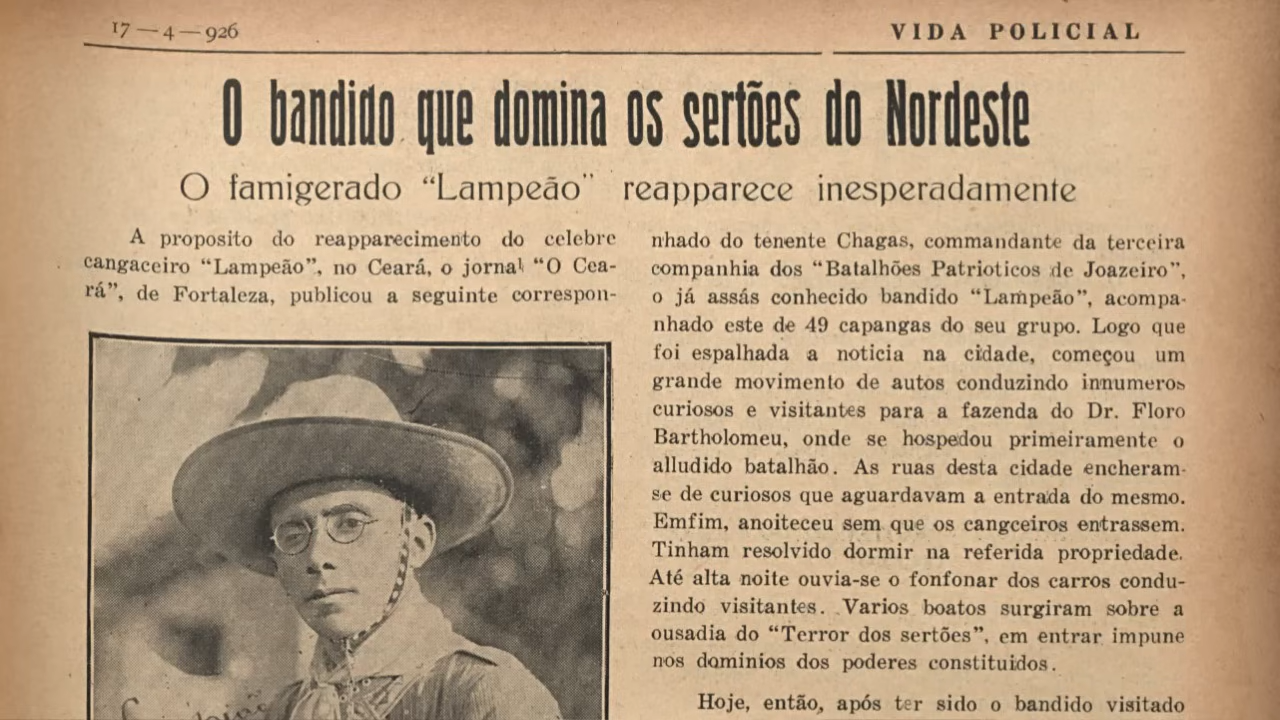 17 — 4 — 926
VIDA POLICIAL
O bandido que domina os sertões do Nordeste
O famigerado “Lampeão” reapparece inesperadamente
A proposito do reapparecimento do celebre
cangaceiro “Lampeão”, no Ceará, o jornal “O Cea-
rá”, de Fortaleza, publicou a seguinte correspon-
nhado do tenente Chagas, commandante da terceira
companhia dos “Batalhões Patrioticos de Joazeiro”,
o já assás conhecido bandido “Lampeão”, acompa-
nhado este de 49 capangas do seu grupo. Logo que
foi espalhada a noticia na cidade, começou um
grande movimento de autos conduzindo innumeros
curiosos e visitantes para a fazenda do Dr. Floro
Bartholomeu, onde se hospedou primeiramente o
alludido batalhão. As ruas desta cidade encheram-
se de curiosos que aguardavam a entrada do mesmo.
Emfim, anoiteceu sem que os cangceiros entrassem.
Tinham resolvido dormir na referida propriedade.
Até alta noite ouvia-se o fonfonar dos carros condu-
zindo visitantes. Varios boatos surgiram sobre a
ousadia do “Terror dos sertões”, em entrar impune
nos dominios dos poderes constituidos.
Hoje, então, após ter sido o bandido visitado